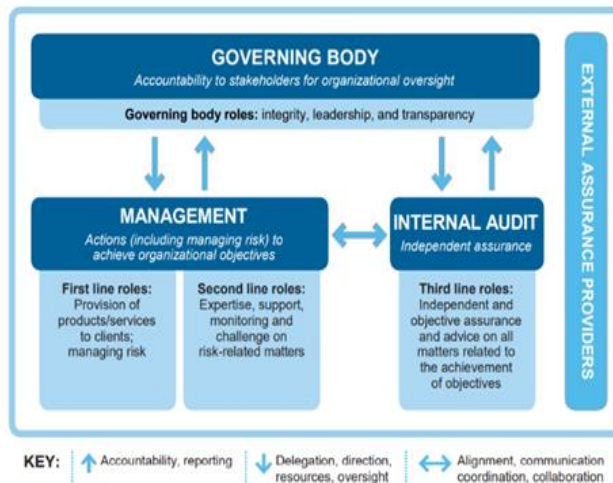 GOVERNING BODY
Accountability to stakeholders for organizational oversight
Governing body roles: integrity, leadership, and transparency
MANAGEMENT
Actions (including managing risk) to
achieve organizational objectives
First line roles:
Provision of
products/services
to clients;
managing risk
Second line roles:
Expertise, support,
monitoring and
challenge on
risk-related matters
INTERNAL AUDIT
Independent assurance
Third line roles:
Independent and
objective assurance
and advice on all
matters related to
the achievement
of objectives
EXTERNAL ASSURANCE PROVIDERS
KEY:
Accountability, reporting
Delegation, direction,
resources, oversight
Alignment, communication
coordination, collaboration